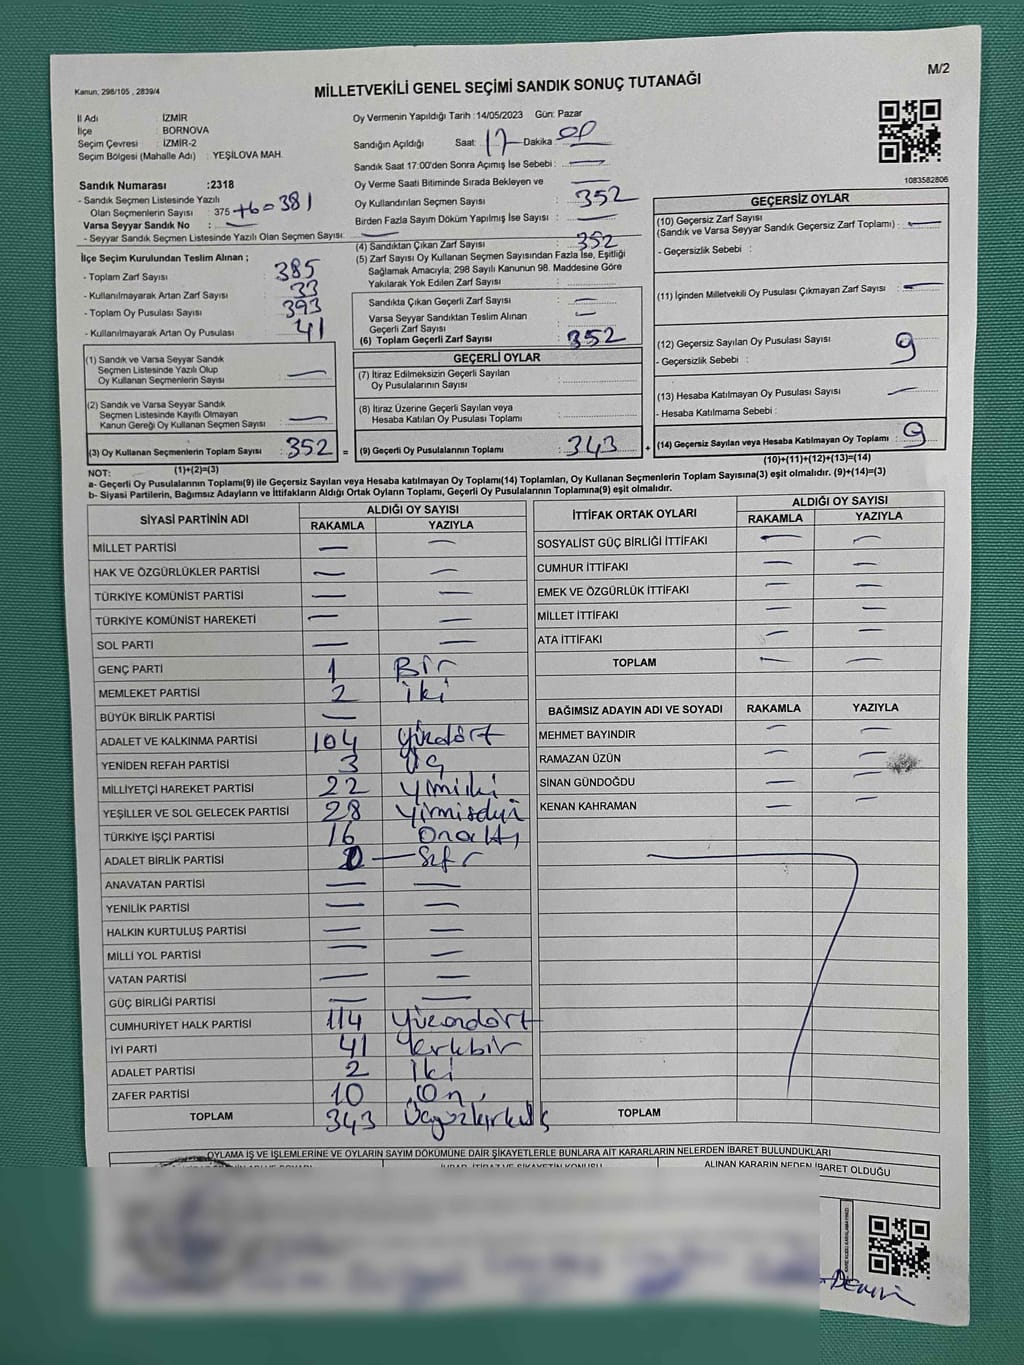 M/2
Kanun; 298/105 , 2839/4
MİLLETVEKİLİ GENEL SEÇİMİ SANDIK SONUÇ TUTANAĞI
İl Adı : İZMİR
İlçe : BORNOVA
Seçim Çevresi : İZMİR-2
Seçim Bölgesi (Mahalle Adı) : YEŞİLOVA MAH.
Sandık Numarası :2318
- Sandık Seçmen Listesinde Yazılı
Olan Seçmenlerin Sayısı : 375 +6=381
Varsa Seyyar Sandık No : —
- Seyyar Sandık Seçmen Listesinde Yazılı Olan Seçmen Sayısı: —
İlçe Seçim Kurulundan Teslim Alınan ;
- Toplam Zarf Sayısı : 385
- Kullanılmayarak Artan Zarf Sayısı : 33
- Toplam Oy Pusulası Sayısı : 393
- Kullanılmayarak Artan Oy Pusulası : 41
Oy Vermenin Yapıldığı Tarih :14/05/2023 Gün: Pazar
Sandığın Açıldığı Saat: 17 Dakika
Sandık Saat 17:00'den Sonra Açımış İse Sebebi : —
Oy Verme Saati Bitiminde Sırada Bekleyen ve —
Oy Kullandırılan Seçmen Sayısı : 352
Birden Fazla Sayım Döküm Yapılmış İse Sayısı : —
(4) Sandıktan Çıkan Zarf Sayısı : 352
(5) Zarf Sayısı Oy Kullanan Seçmen Sayısından Fazla İse, Eşitliği
Sağlamak Amacıyla; 298 Sayılı Kanunun 98. Maddesine Göre
Yakılarak Yok Edilen Zarf Sayısı :
Sandıkta Çıkan Geçerli Zarf Sayısı : —
Varsa Seyyar Sandıktan Teslim Alınan
Geçerli Zarf Sayısı : —
(6) Toplam Geçerli Zarf Sayısı : 352
1083582806
GEÇERSİZ OYLAR
(10) Geçersiz Zarf Sayısı
(Sandık ve Varsa Seyyar Sandık Geçersiz Zarf Toplamı) : —
- Geçersizlik Sebebi :
(11) İçinden Milletvekili Oy Pusulası Çıkmayan Zarf Sayısı : —
(12) Geçersiz Sayılan Oy Pusulası Sayısı : 9
- Geçersizlik Sebebi :
(13) Hesaba Katılmayan Oy Pusulası Sayısı : —
- Hesaba Katılmama Sebebi :
(14) Geçersiz Sayılan veya Hesaba Katılmayan Oy Toplamı : 9
(10)+(11)+(12)+(13)=(14)
(1) Sandık ve Varsa Seyyar Sandık
Seçmen Listesinde Yazılı Olup
Oy Kullanan Seçmenlerin Sayısı : —
(2) Sandık ve Varsa Seyyar Sandık
Seçmen Listesinde Kayıtlı Olmayan
Kanun Gereği Oy Kullanan Seçmen Sayısı : —
(3) Oy Kullanan Seçmenlerin Toplam Sayısı : 352 =
(1)+(2)=(3)
GEÇERLİ OYLAR
(7) İtiraz Edilmeksizin Geçerli Sayılan
Oy Pusulalarının Sayısı :
(8) İtiraz Üzerine Geçerli Sayılan veya
Hesaba Katılan Oy Pusulası Toplamı :
(9) Geçerli Oy Pusulalarının Toplamı : 343 +
NOT:
a- Geçerli Oy Pusulalarının Toplamı(9) ile Geçersiz Sayılan veya Hesaba katılmayan Oy Toplamı(14) Toplamları, Oy Kullanan Seçmenlerin Toplam Sayısına(3) eşit olmalıdır. (9)+(14)=(3)
b- Siyasi Partilerin, Bağımsız Adayların ve İttifakların Aldığı Ortak Oyların Toplamı, Geçerli Oy Pusulalarının Toplamına(9) eşit olmalıdır.
SİYASİ PARTİNİN ADI ALDIĞI OY SAYISI
RAKAMLA YAZIYLA
MİLLET PARTİSİ — —
HAK VE ÖZGÜRLÜKLER PARTİSİ — —
TÜRKİYE KOMÜNİST PARTİSİ — —
TÜRKİYE KOMÜNİST HAREKETİ — —
SOL PARTİ — —
GENÇ PARTİ 1 Bir
MEMLEKET PARTİSİ 2 İki
BÜYÜK BİRLİK PARTİSİ —
ADALET VE KALKINMA PARTİSİ 104 Yüzdört
YENİDEN REFAH PARTİSİ 3 Üç
MİLLİYETÇİ HAREKET PARTİSİ 22
YEŞİLLER VE SOL GELECEK PARTİSİ 28
TÜRKİYE İŞÇİ PARTİSİ 16 Onaltı
ADALET BİRLİK PARTİSİ 0 — Sıfır
ANAVATAN PARTİSİ — —
YENİLİK PARTİSİ — —
HALKIN KURTULUŞ PARTİSİ — —
MİLLİ YOL PARTİSİ — —
VATAN PARTİSİ — —
GÜÇ BİRLİĞİ PARTİSİ — —
CUMHURİYET HALK PARTİSİ 114 Yüzondört
İYİ PARTİ 41
ADALET PARTİSİ 2 İki
ZAFER PARTİSİ 10 On
TOPLAM 343
İTTİFAK ORTAK OYLARI ALDIĞI OY SAYISI
RAKAMLA YAZIYLA
SOSYALİST GÜÇ BİRLİĞİ İTTİFAKI — —
CUMHUR İTTİFAKI — —
EMEK VE ÖZGÜRLÜK İTTİFAKI — —
MİLLET İTTİFAKI — —
ATA İTTİFAKI — —
TOPLAM — —
BAĞIMSIZ ADAYIN ADI VE SOYADI RAKAMLA YAZIYLA
MEHMET BAYINDIR — —
RAMAZAN ÜZÜN — —
SİNAN GÜNDOĞDU — —
KENAN KAHRAMAN — —
TOPLAM
OYLAMA İŞ VE İŞLEMLERİNE VE OYLARIN SAYIM DÖKÜMÜNE DAİR ŞİKAYETLERLE BUNLARA AİT KARARLARIN NELERDEN İBARET BULUNDUKLARI
ALINAN KARARIN NEDEN İBARET OLDUĞU